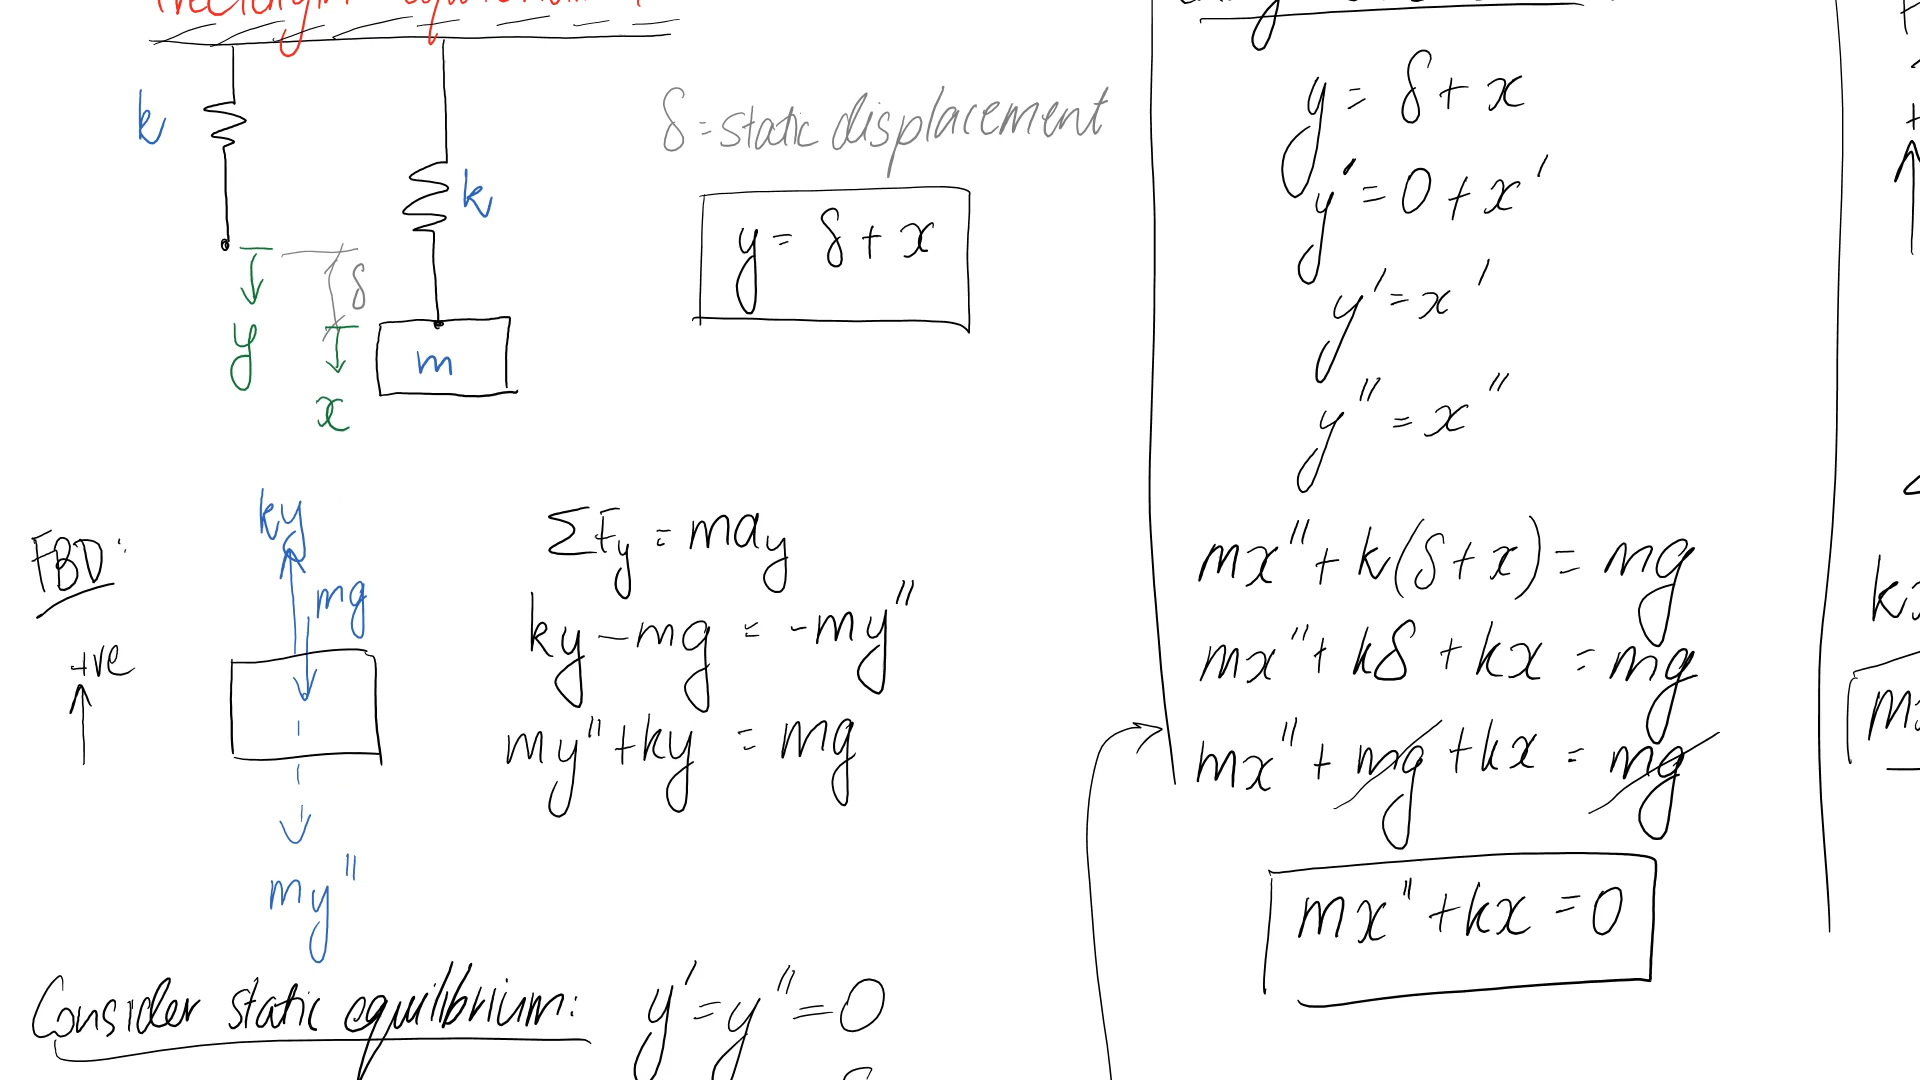 k
k
δ = static displacement
y = δ + x
δ
y
m
x
FBD:
ky
mg
+ve
my''
ΣFy = may
ky - mg = -my''
my'' + ky = mg
Consider static equilibrium: y' = y'' = 0
y = δ + x
y' = 0 + x'
y' = x'
y'' = x''
mx'' + k(δ + x) = mg
mx'' + kδ + kx = mg
mx'' + mg + kx = mg
mx'' + kx = 0